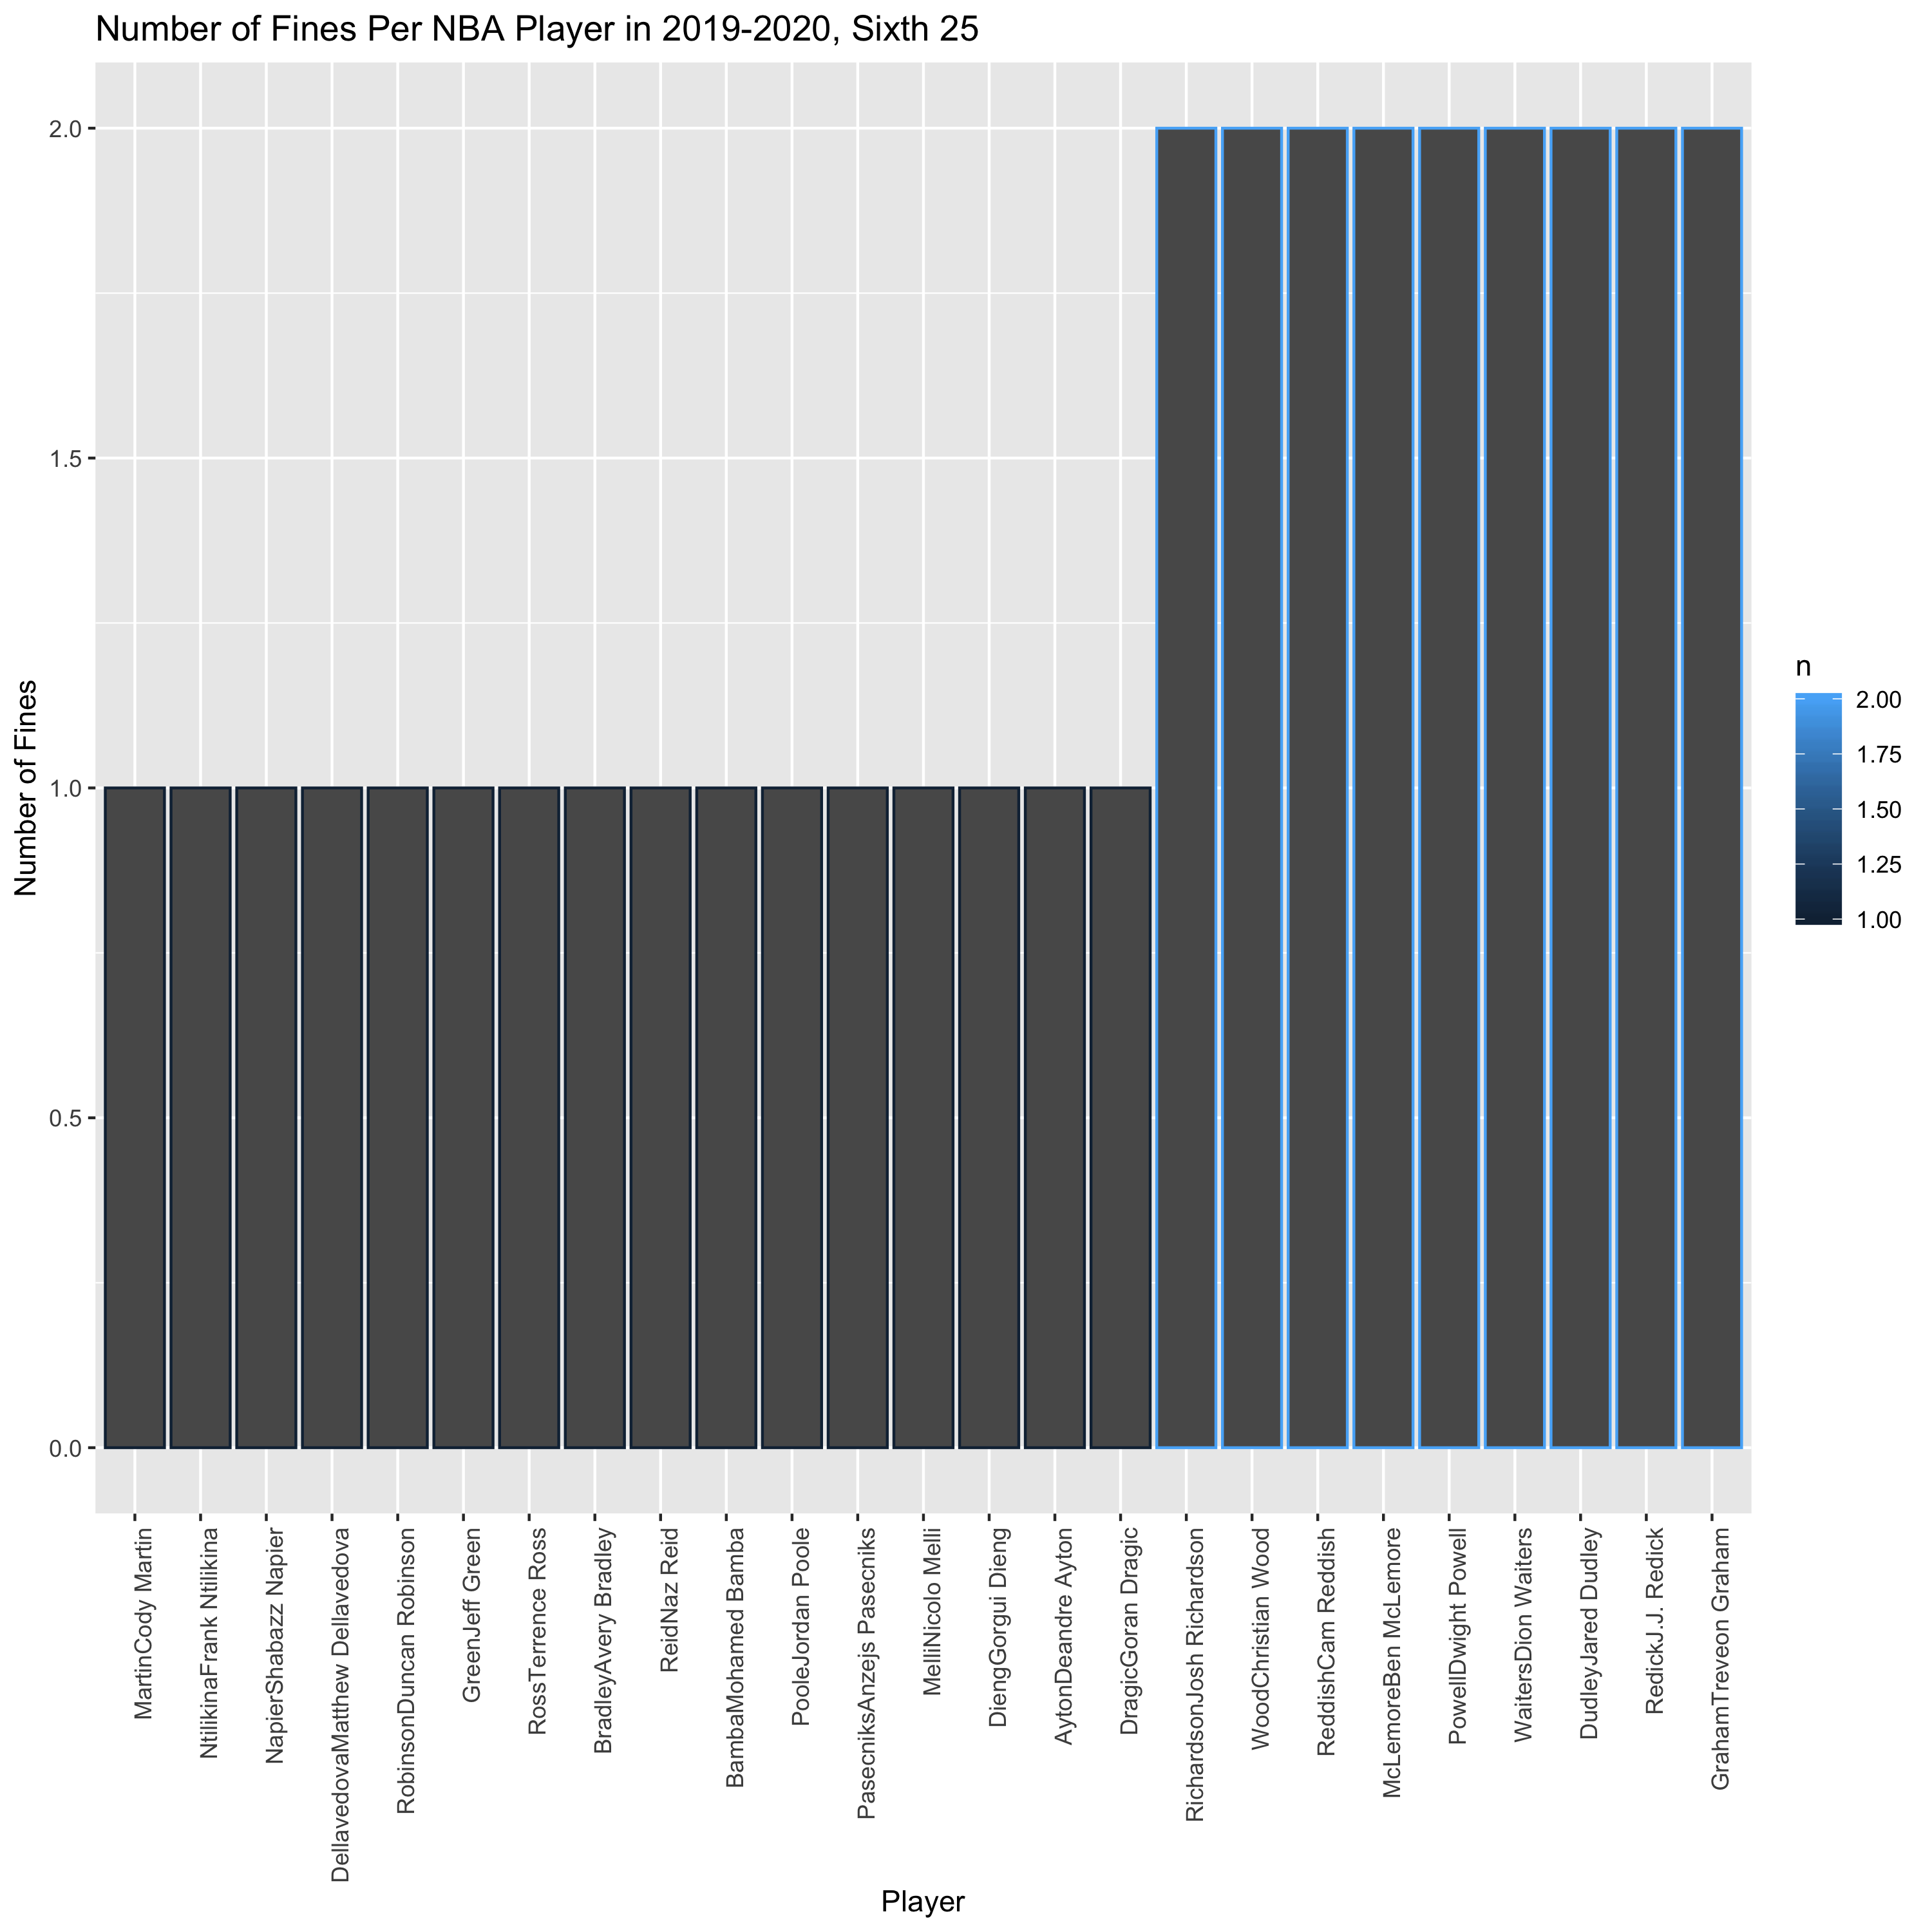 Number of Fines Per NBA Player in 2019-2020, Sixth 25
Number of Fines
2.0
1.5
1.0
0.5
0.0
MartinCody Martin
NtilikinaFrank Ntilikina
NapierShabazz Napier
DellavedovaMatthew Dellavedova
RobinsonDuncan Robinson
GreenJeff Green
RossTerrence Ross
BradleyAvery Bradley
ReidNaz Reid
BambaMohamed Bamba
PooleJordan Poole
PasecniksAnzejs Pasecniks
MelliNicolo Melli
DiengGorgui Dieng
AytonDeandre Ayton
DragicGoran Dragic
RichardsonJosh Richardson
WoodChristian Wood
ReddishCam Reddish
McLemoreBen McLemore
PowellDwight Powell
WaitersDion Waiters
DudleyJared Dudley
RedickJ.J. Redick
GrahamTreveon Graham
Player
n
2.00
1.75
1.50
1.25
1.00